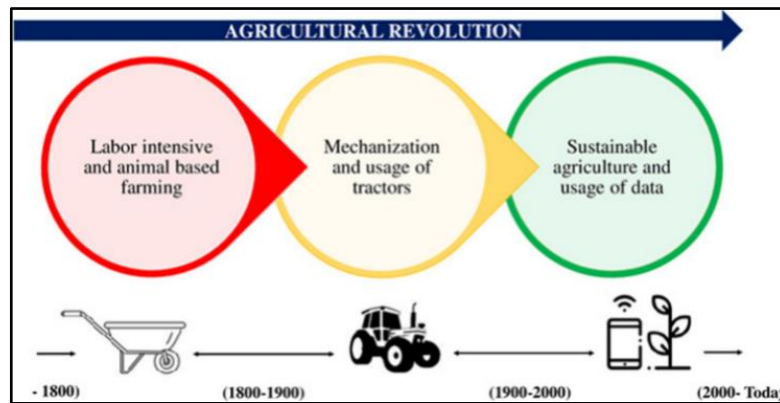 AGRICULTURAL REVOLUTION
Labor intensive
and animal based
farming
Mechanization
and usage of
tractors
Sustainable
agriculture and
usage of data
- 1800)
(1800-1900)
(1900-2000)
(2000- Today